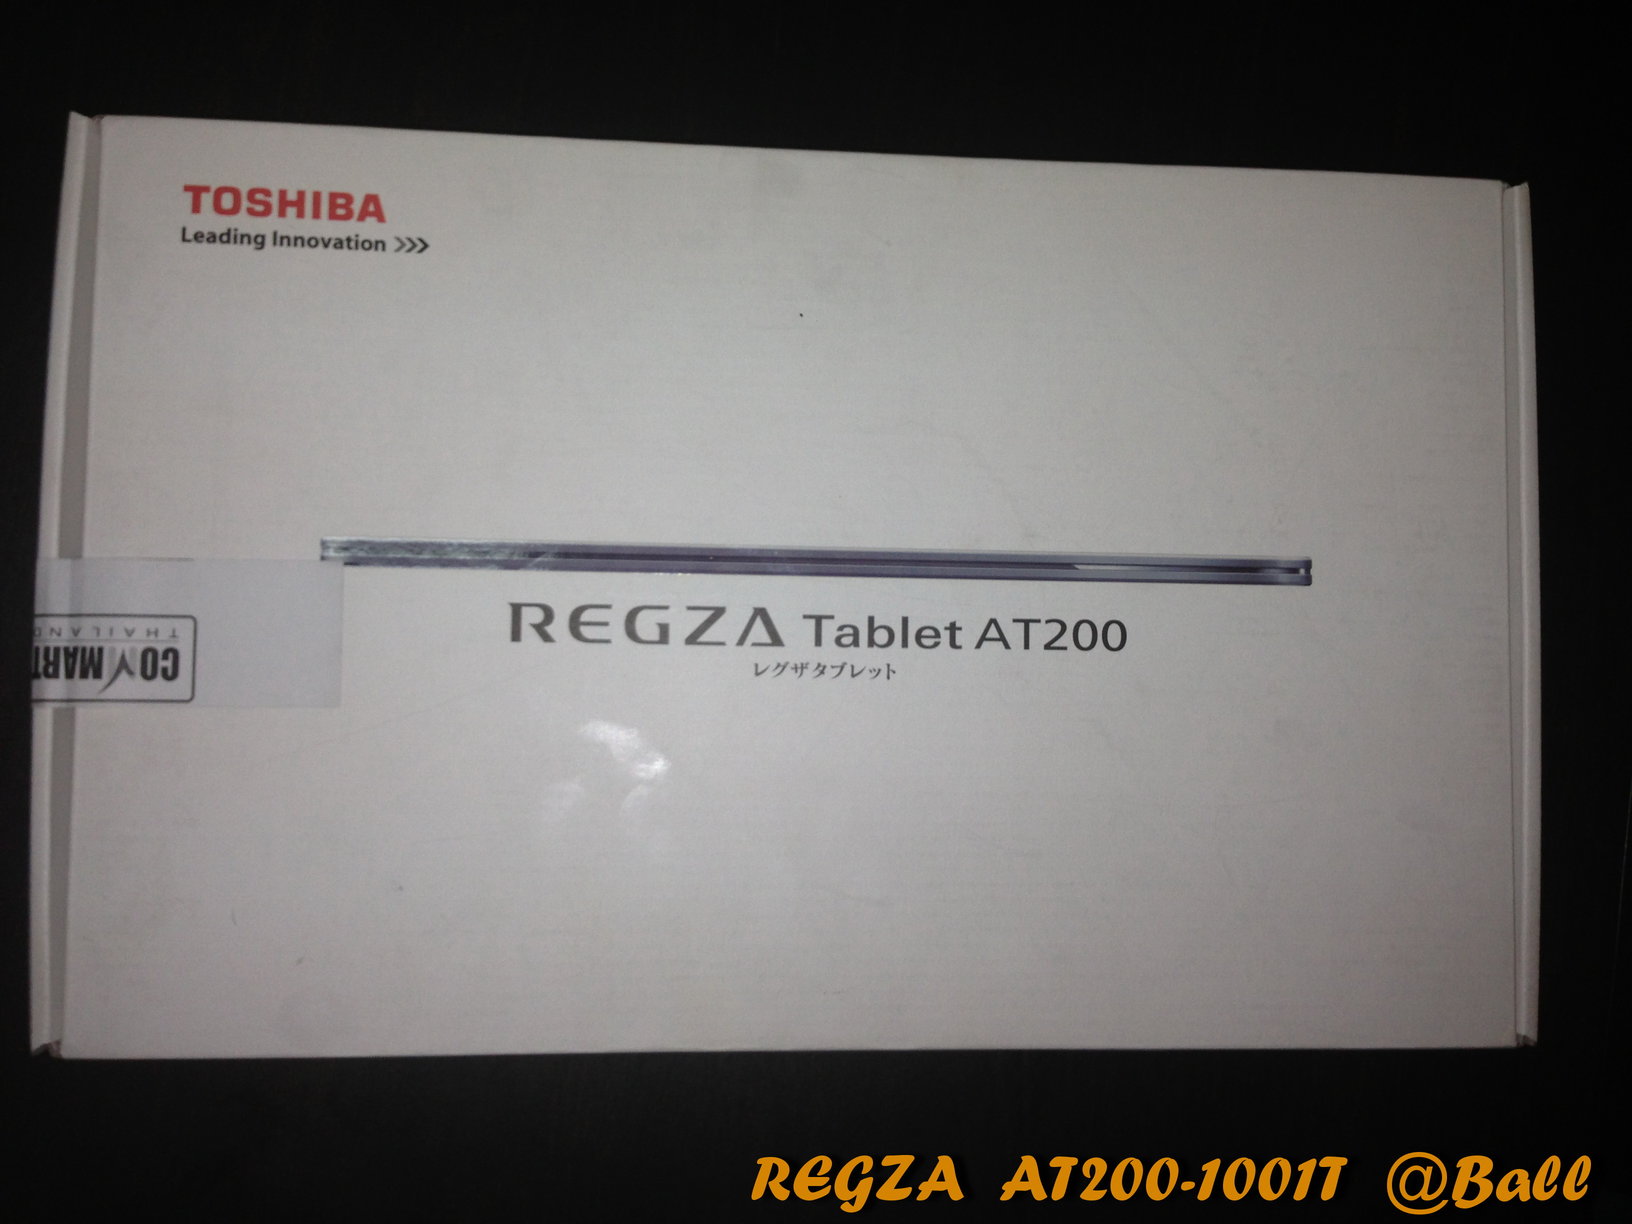 TOSHIBA
Leading Innovation >>>
REGZA Tablet AT200
レグザタブレット
THAILAND
COYMART
REGZA AT200-1001T @Ball